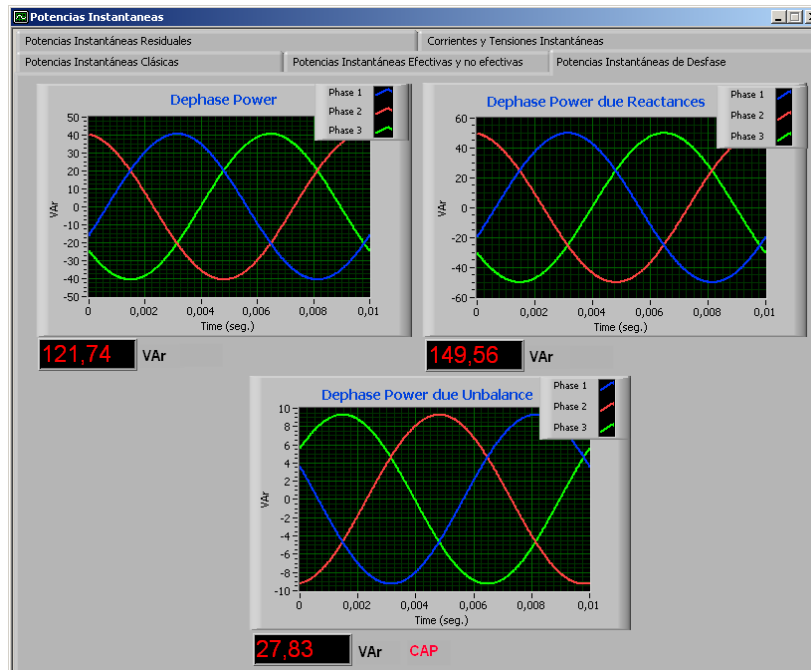 Potencias Instantaneas
Potencias Instantáneas Residuales
Corrientes y Tensiones Instantáneas
Potencias Instantáneas Clásicas
Potencias Instantáneas Efectivas y no efectivas
Potencias Instantáneas de Desfase
Dephase Power
Phase 1
Phase 2
Phase 3
50
40
30
20
10
0
-10
-20
-30
-40
-50
VAr
0 0,002 0,004 0,006 0,008 0,01
Time (seg.)
121,74 VAr
Dephase Power due Reactances
Phase 1
Phase 2
Phase 3
60
40
20
0
-20
-40
-60
VAr
0 0,002 0,004 0,006 0,008 0,01
Time (seg.)
149,56 VAr
Dephase Power due Unbalance
Phase 1
Phase 2
Phase 3
10
8
6
4
2
0
-2
-4
-6
-8
-10
VAr
0 0,002 0,004 0,006 0,008 0,01
Time (seg.)
27,83 VAr CAP